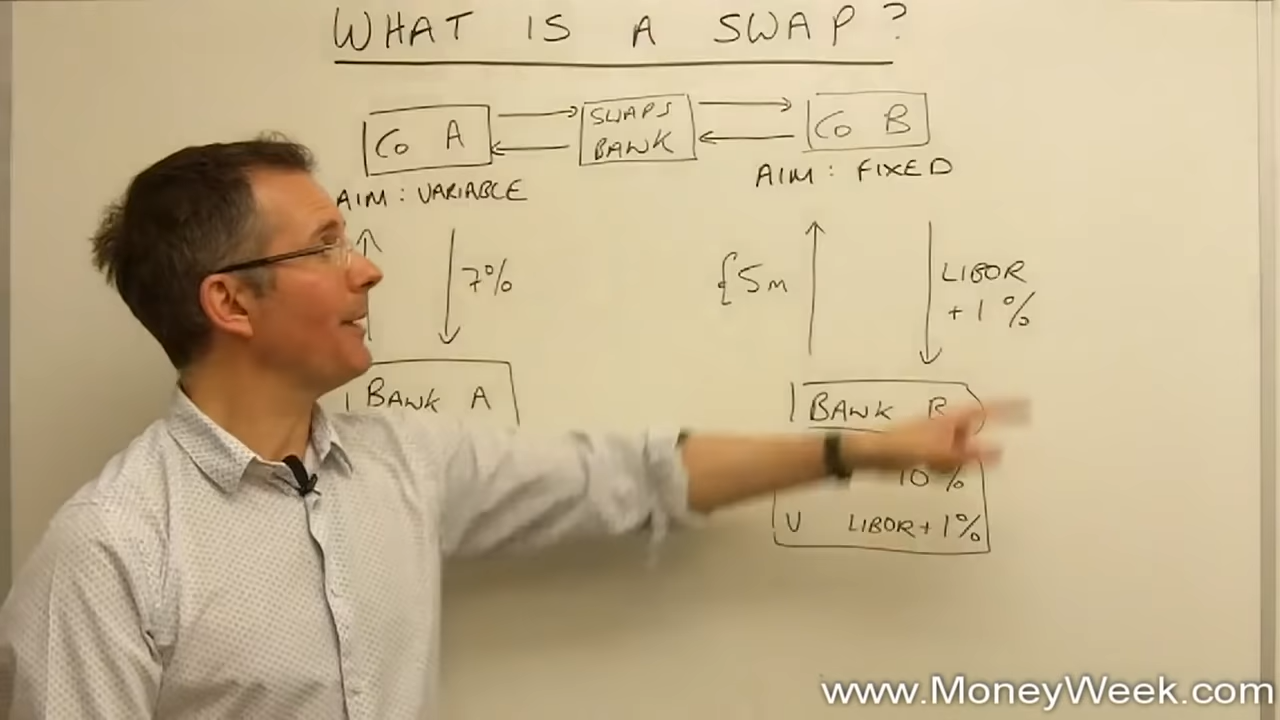 WHAT IS A SWAP?
Co A
SWAPS
BANK
Co B
AIM: VARIABLE
AIM: FIXED
7%
£5m
LIBOR
+1%
BANK A
BANK B
10%
V LIBOR+1%
www.MoneyWeek.com